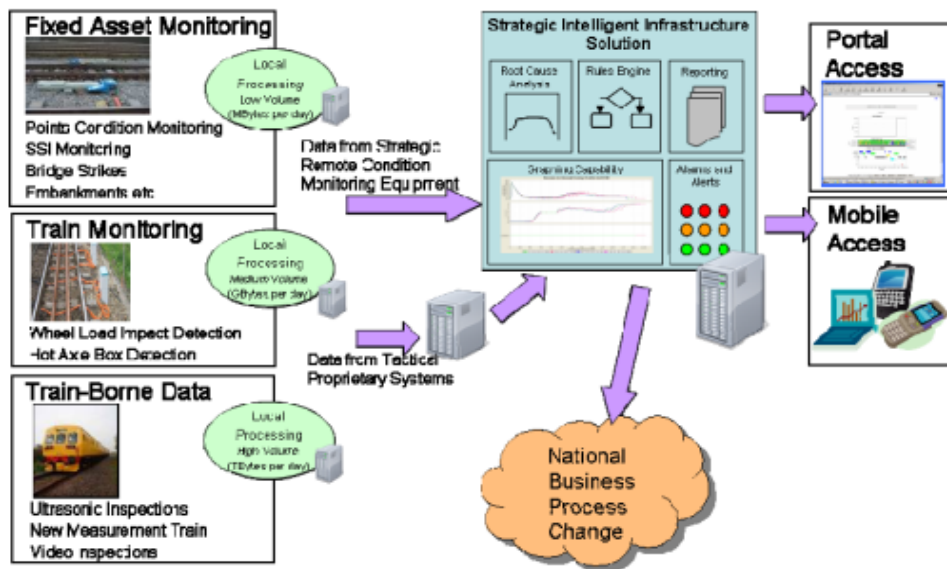 Fixed Asset Monitoring
Local
Processing
Low Volume
(MBytes per day)
Points Condition Monitoring
SSI Monitoring
Bridge Strikes
Embankments etc
Train Monitoring
Local
Processing
Medium Volume
(GBytes per day)
Wheel Load Impact Detection
Hot Axe Box Detection
Train-Borne Data
Local
Processing
High Volume
(TBytes per day)
Ultrasonic Inspections
New Measurement Train
Video Inspections
Data from Strategic
Remote Condition
Monitoring Equipment
Data from Tactical
Proprietary Systems
Strategic Intelligent Infrastructure
Solution
Root Cause
Analysis
Rules Engine
Reporting
Graphing Capability
Alarms and
Alerts
National
Business
Process
Change
Portal
Access
Mobile
Access